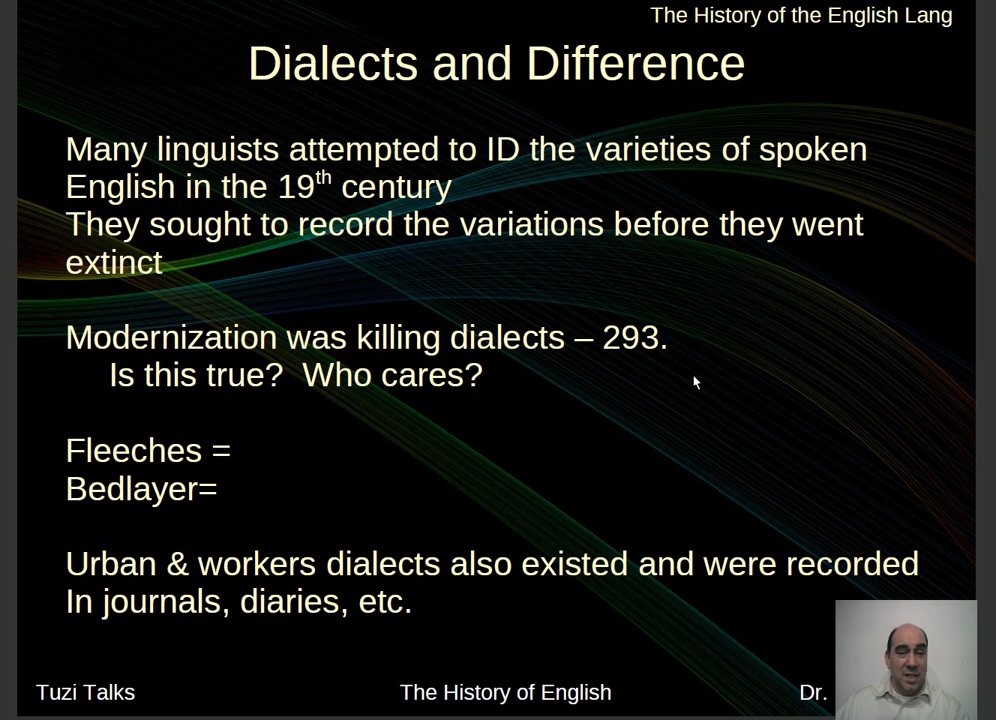 The History of the English Lang
Dialects and Difference
Many linguists attempted to ID the varieties of spoken
English in the 19th century
They sought to record the variations before they went
extinct
Modernization was killing dialects – 293.
Is this true?  Who cares?
Fleeches =
Bedlayer=
Urban & workers dialects also existed and were recorded
In journals, diaries, etc.
Tuzi Talks
The History of English
Dr.